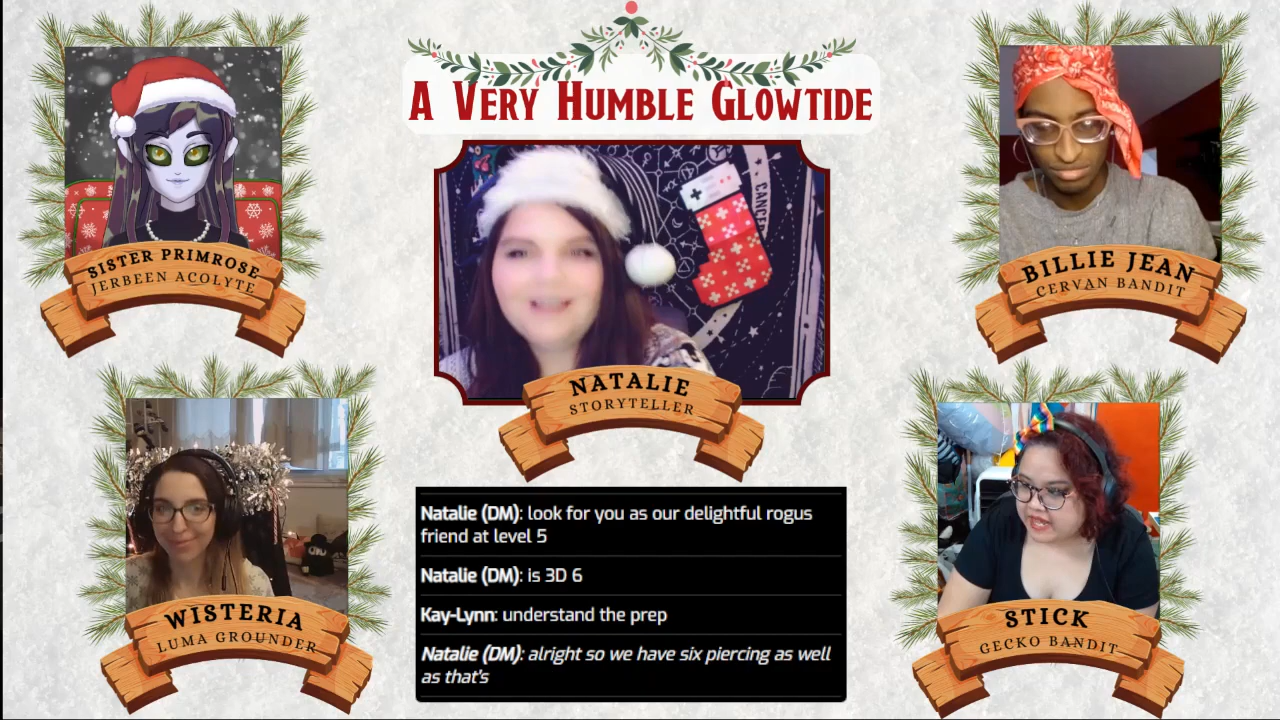 A Very Humble Glowtide
SISTER PRIMROSE
JERBEEN ACOLYTE
CANCER
NATALIE
STORYTELLER
BILLIE JEAN
CERVAN BANDIT
WISTERIA
LUMA GROUNDER
Natalie (DM): look for you as our delightful rogus
friend at level 5
Natalie (DM): is 3D 6
Kay-Lynn: understand the prep
Natalie (DM): alright so we have six piercing as well
as that's
STICK
GECKO BANDIT